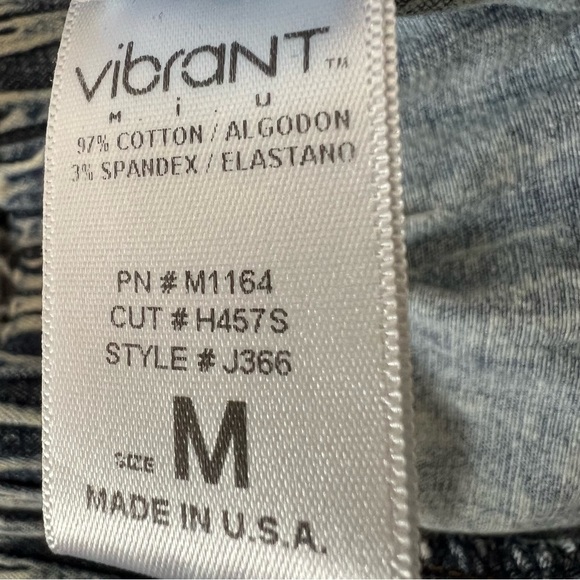 vibrANT™
M . i . U
97% COTTON / ALGODON
3% SPANDEX / ELASTANO
PN # M1164
CUT # H457S
STYLE # J366
SIZE M
MADE IN U.S.A.